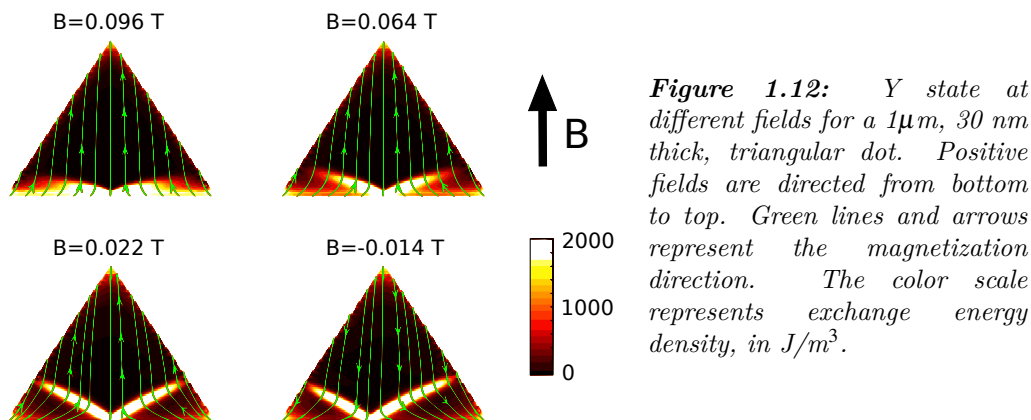 B=0.096 T
B=0.064 T
B
B=0.022 T
B=-0.014 T
2000
1000
0
Figure 1.12: Y state at
different fields for a 1μm, 30 nm
thick, triangular dot. Positive
fields are directed from bottom
to top. Green lines and arrows
represent the magnetization
direction. The color scale
represents exchange energy
density, in J/m³.